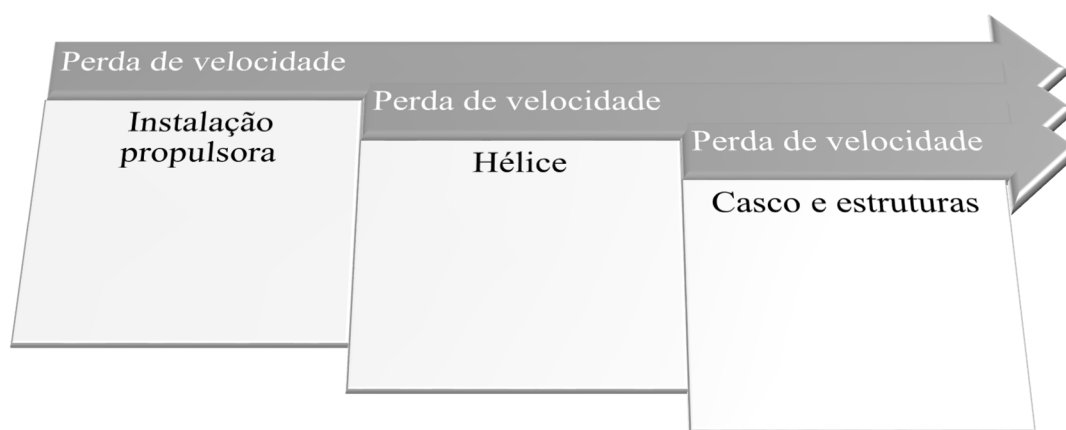 Perda de velocidade
Instalação
propulsora
Perda de velocidade
Hélice
Perda de velocidade
Casco e estruturas